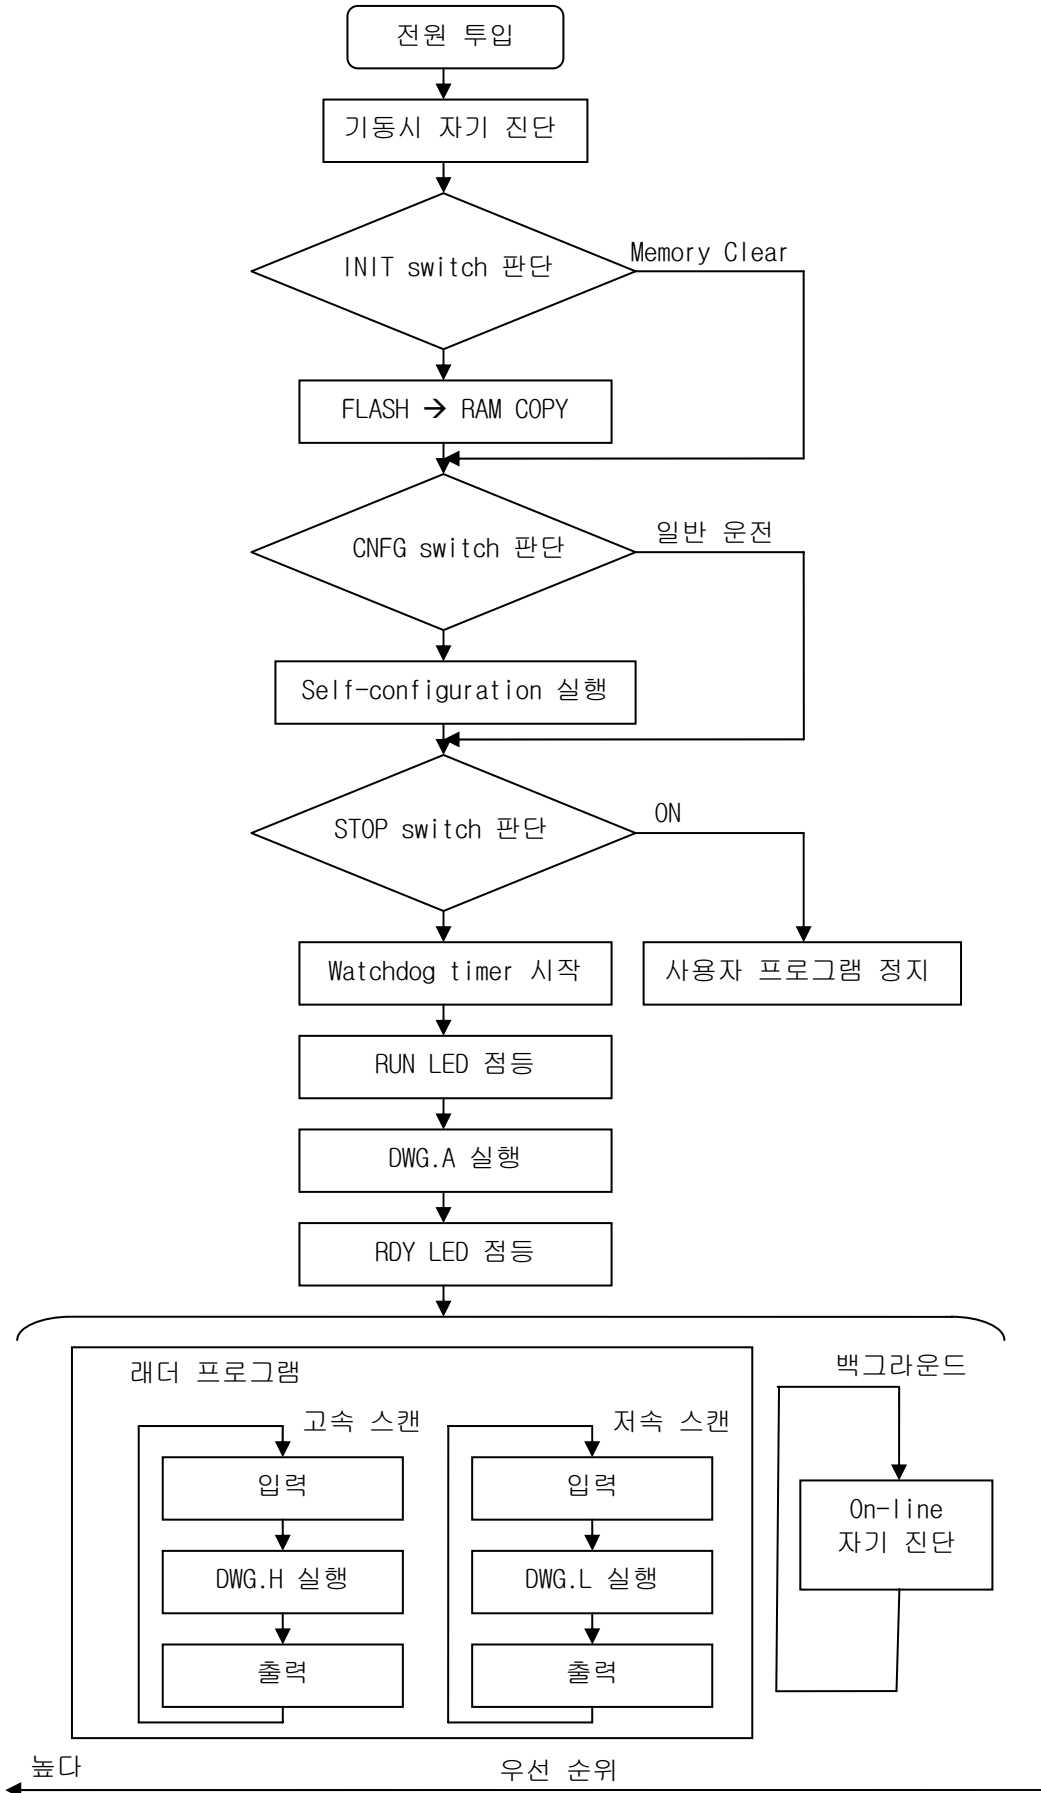 전원 투입
기동시 자기 진단
INIT switch 판단
Memory Clear
FLASH → RAM COPY
CNFG switch 판단
일반 운전
Self-configuration 실행
STOP switch 판단
ON
Watchdog timer 시작
사용자 프로그램 정지
RUN LED 점등
DWG.A 실행
RDY LED 점등
래더 프로그램
백그라운드
고속 스캔
저속 스캔
입력
입력
On-line
자기 진단
DWG.H 실행
DWG.L 실행
출력
출력
높다
우선 순위